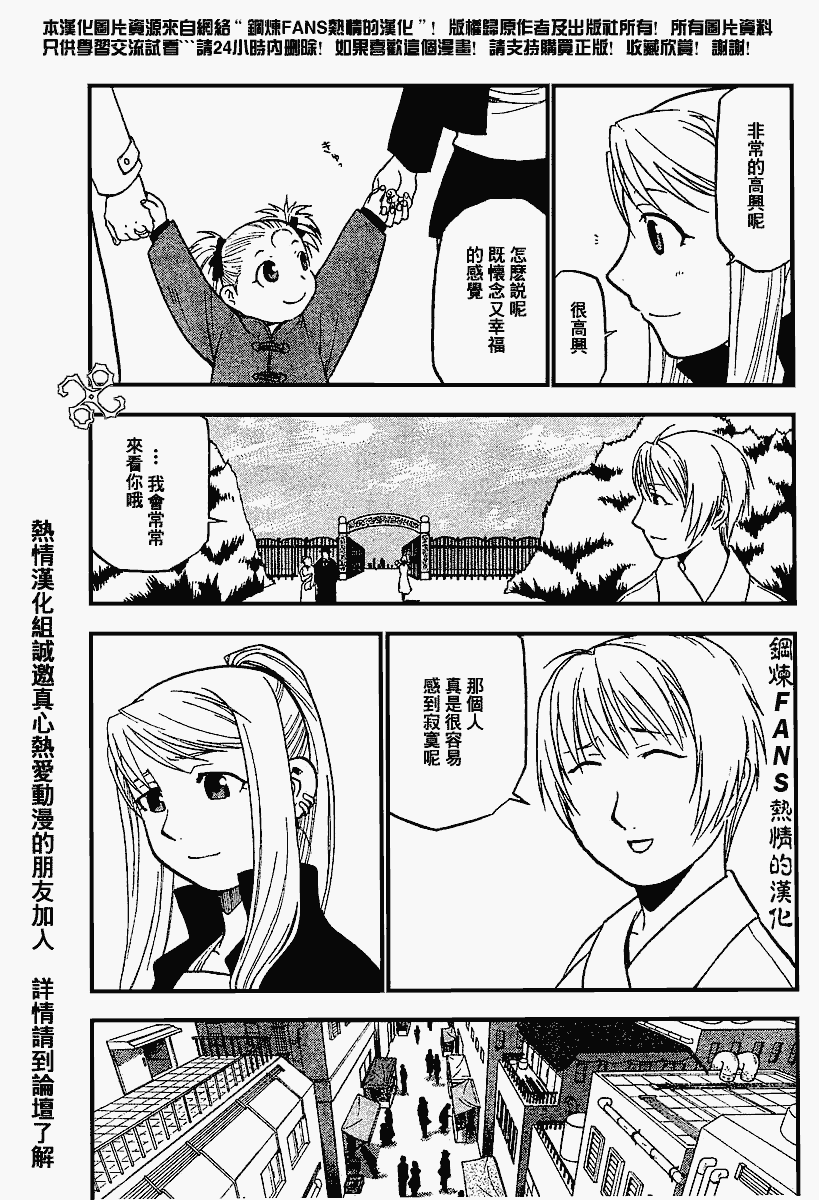 本漢化圖片資源來自網絡“鋼煉FANS熱情的漢化”! 版權歸原作者及出版社所有! 所有圖片資料
只供學習交流試看```請24小時內刪除! 如果喜歡這個漫畫! 請支持購買正版! 收藏欣賞! 謝謝!
非常的高興呢
很高興
きゅっ
怎麽説呢
既懷念又幸福
的感覺
… 我會常常
來看你哦
那個人
真是很容易
感到寂寞呢
鋼煉FANS熱情的漢化
熱情漢化組誠邀真心熱愛動漫的朋友加入 詳情請到論壇了解